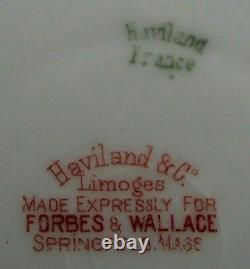 Haviland
France
Haviland & Co.
Limoges
MADE EXPRESSLY FOR
FORBES & WALLACE
MASS